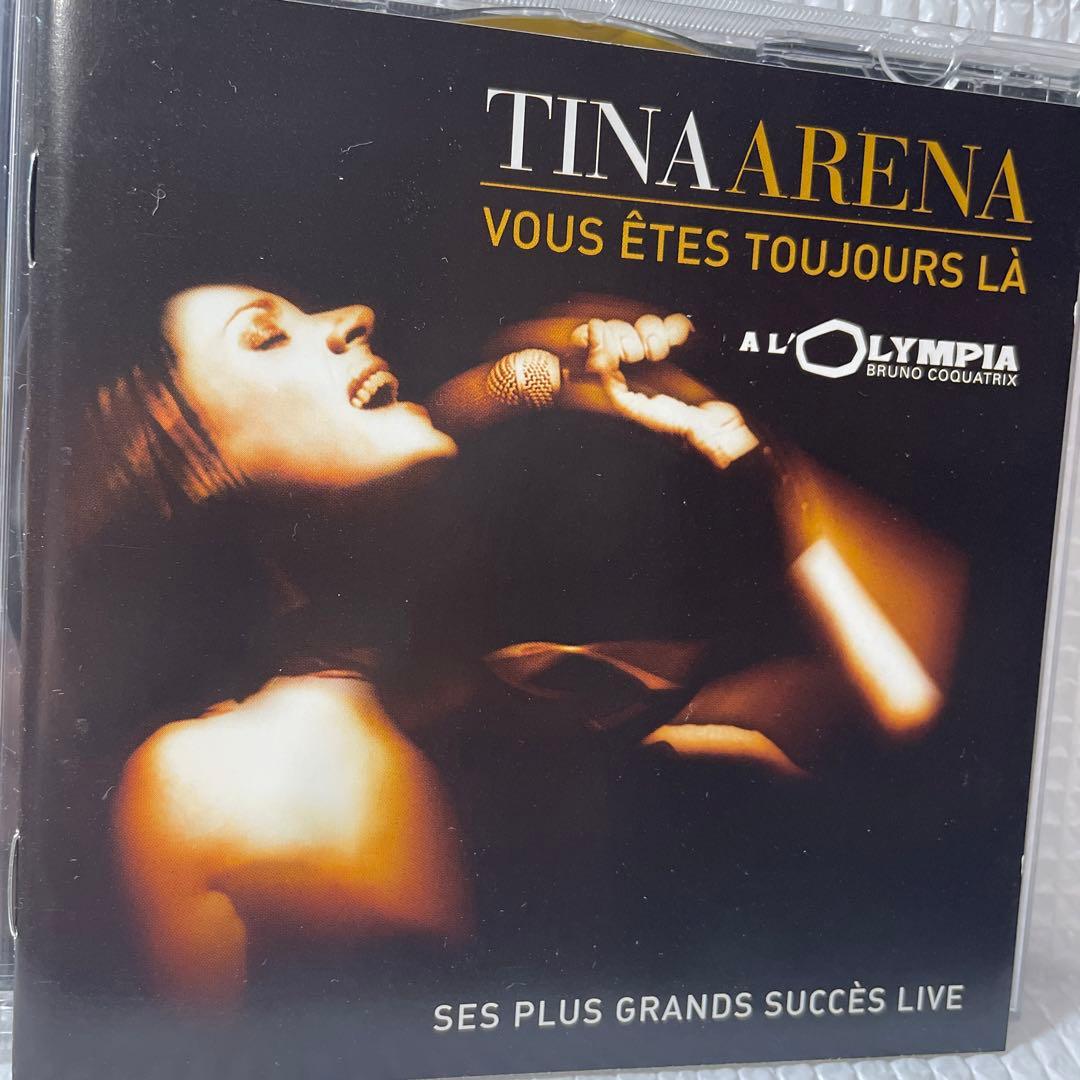 TINA ARENA
VOUS ÊTES TOUJOURS LÀ
A L'OLYMPIA
BRUNO COQUATRIX
SES PLUS GRANDS SUCCÈS LIVE